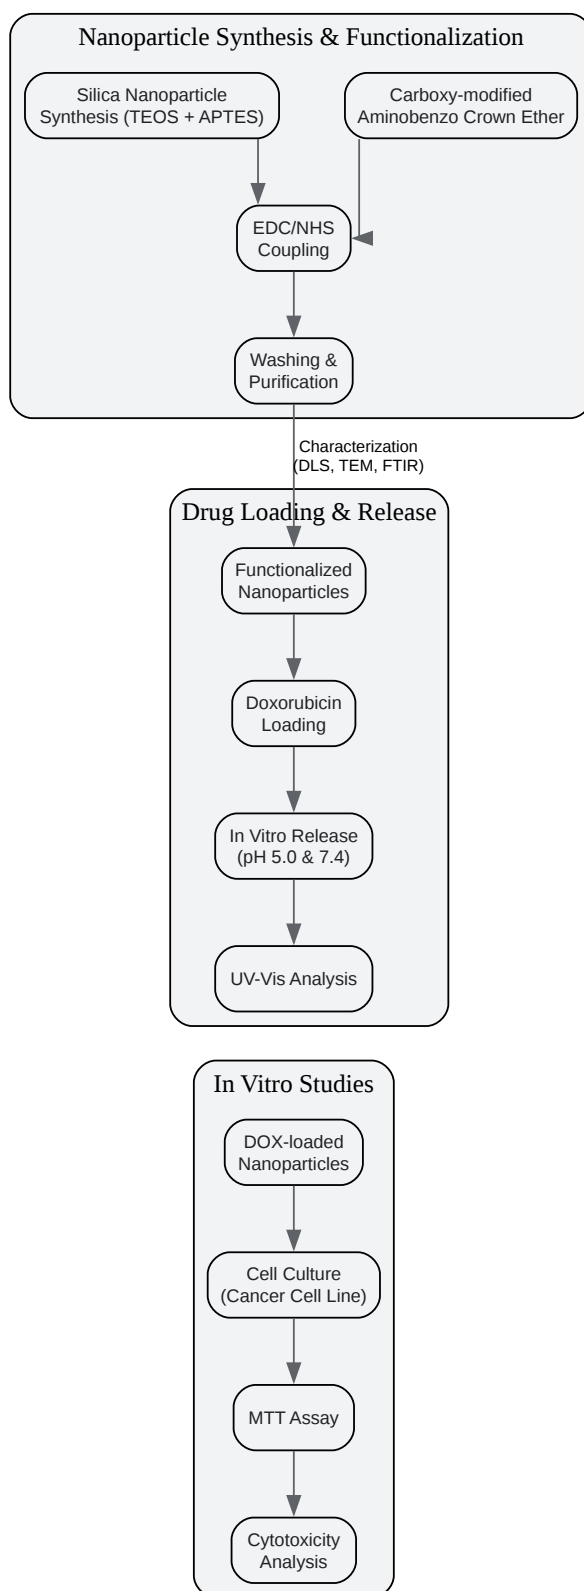 Nanoparticle Synthesis & Functionalization
Silica Nanoparticle
Synthesis (TEOS + APTES)
Carboxy-modified
Aminobenzo Crown Ether
EDC/NHS
Coupling
Washing &
Purification
Characterization
(DLS, TEM, FTIR)
Drug Loading & Release
Functionalized
Nanoparticles
Doxorubicin
Loading
In Vitro Release
(pH 5.0 & 7.4)
UV-Vis Analysis
In Vitro Studies
DOX-loaded
Nanoparticles
Cell Culture
(Cancer Cell Line)
MTT Assay
Cytotoxicity
Analysis